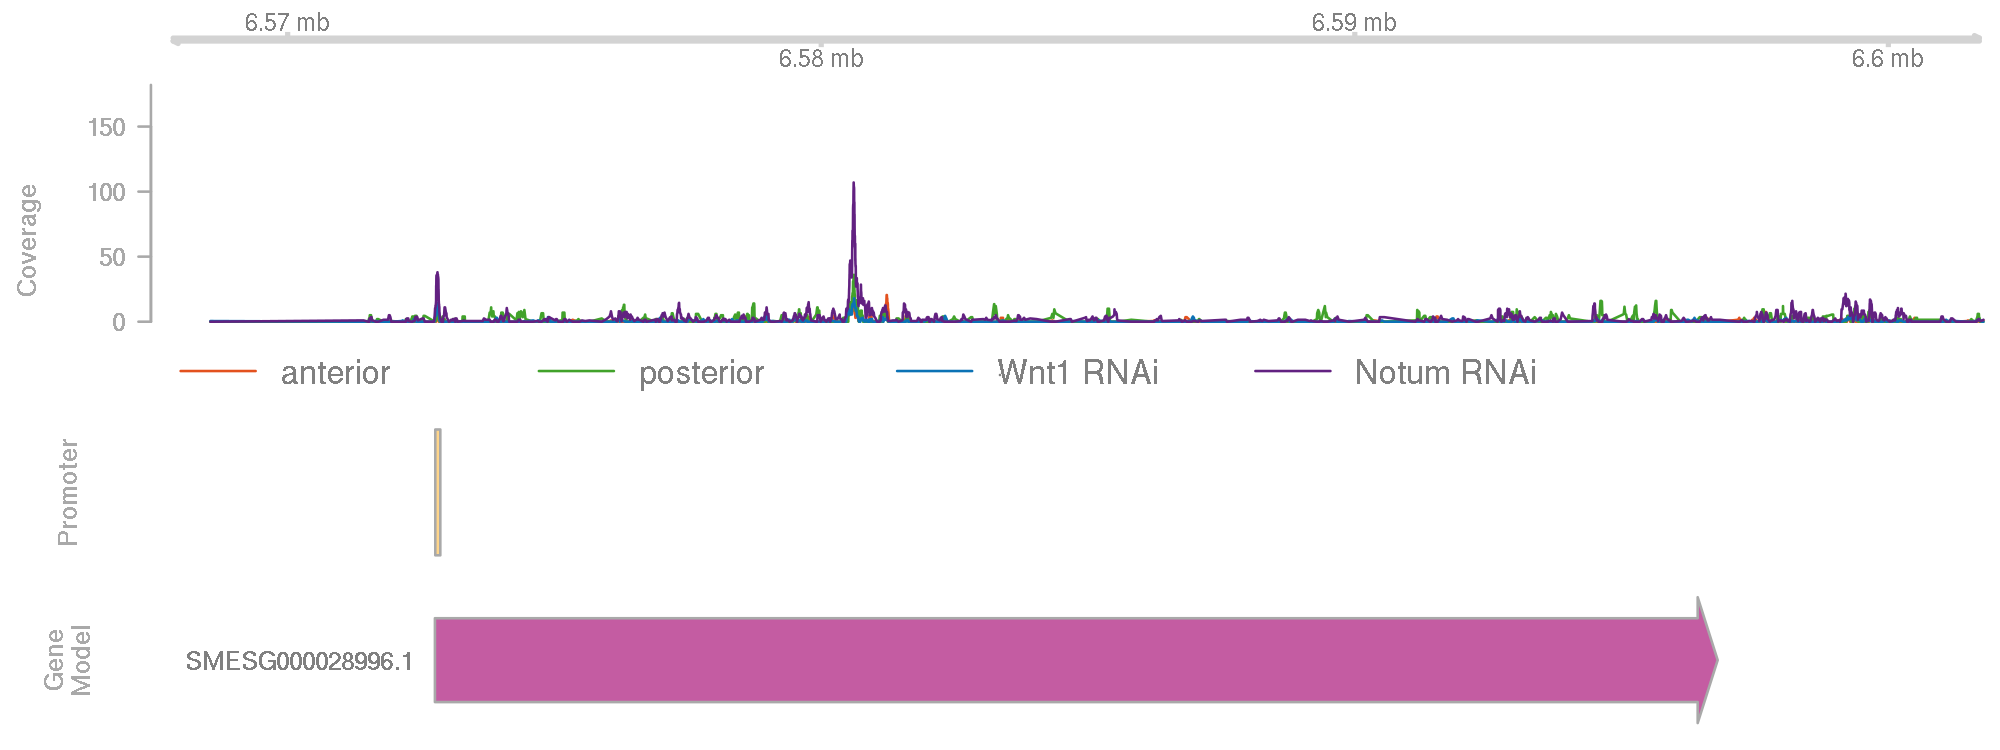 6.57 mb
6.59 mb
6.58 mb
6.6 mb
Coverage
150
100
50
0
anterior
posterior
Wnt1 RNAi
Notum RNAi
Promoter
Gene
Model
SMESG000028996.1